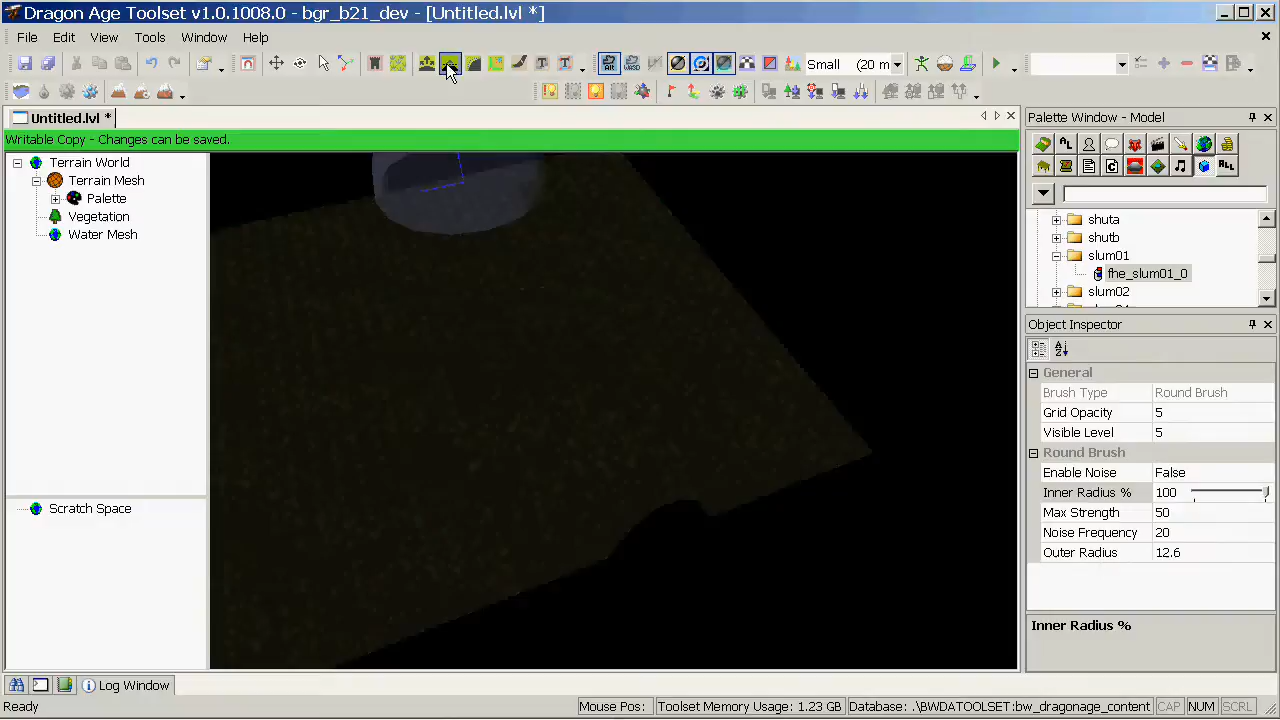 Dragon Age Toolset v1.0.1008.0 - bgr_b21_dev - [Untitled.lvl *]
File Edit View Tools Window Help
Small (20 m
Untitled.lvl *
Writable Copy - Changes can be saved.
Terrain World
Terrain Mesh
Palette
Vegetation
Water Mesh
Scratch Space
Palette Window - Model
shuta
shutb
slum01
fhe_slum01_0
slum02
Object Inspector
General
Brush Type Round Brush
Grid Opacity 5
Visible Level 5
Round Brush
Enable Noise False
Inner Radius % 100
Max Strength 50
Noise Frequency 20
Outer Radius 12.6
Inner Radius %
Log Window
Ready Mouse Pos: Toolset Memory Usage: 1.23 GB Database: .\BWDATOOLSET:bw_dragonage_content CAP NUM SCRL